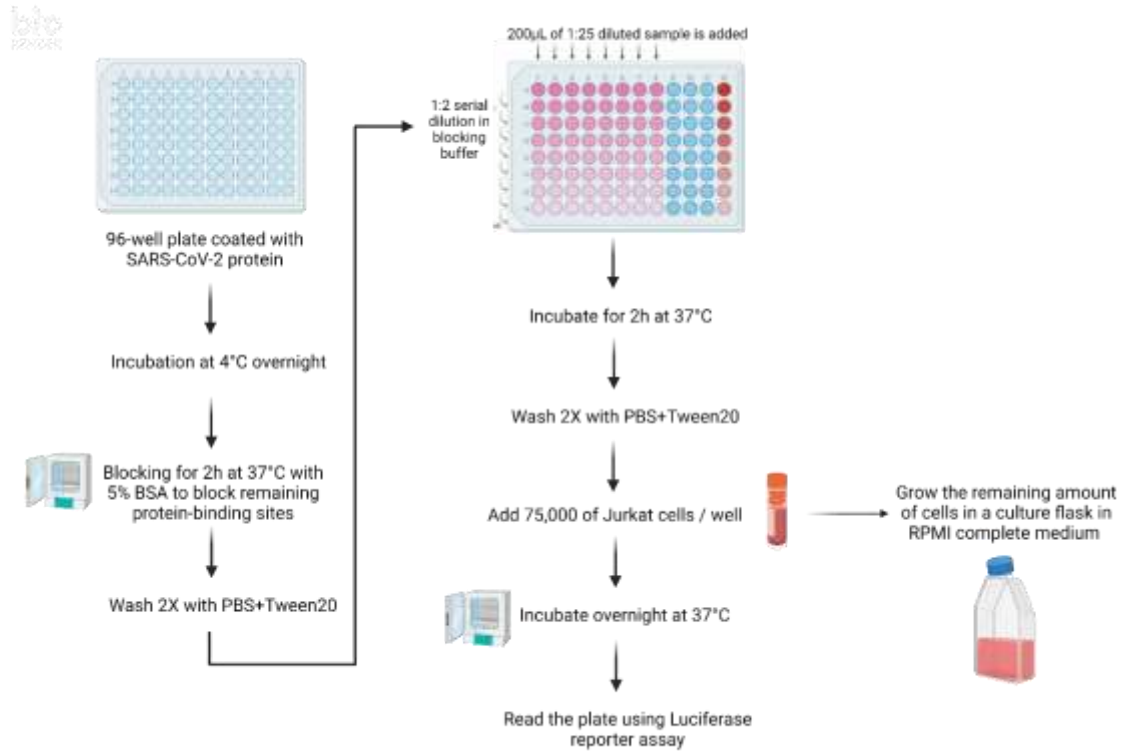 bio
96-well plate coated with
SARS-CoV-2 protein
Incubation at 4°C overnight
Blocking for 2h at 37°C with
5% BSA to block remaining
protein-binding sites
Wash 2X with PBS+Tween20
200µL of 1:25 diluted sample is added
1:2 serial
dilution in
blocking
buffer
Incubate for 2h at 37°C
Wash 2X with PBS+Tween20
Add 75,000 of Jurkat cells / well
Incubate overnight at 37°C
Read the plate using Luciferase
reporter assay
Grow the remaining amount
of cells in a culture flask in
RPMI complete medium